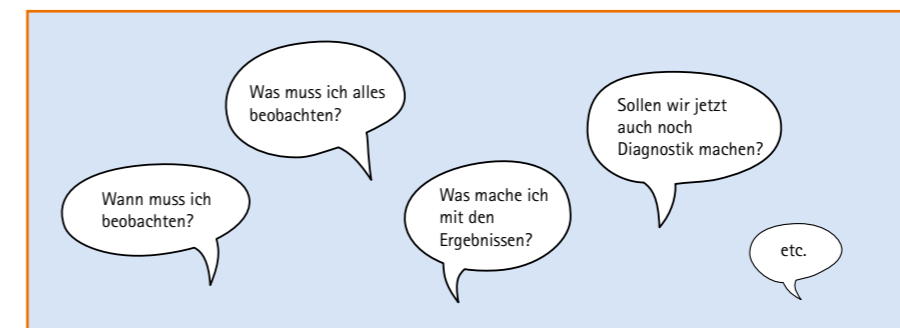 Was muss ich alles
beobachten?
Sollen wir jetzt
auch noch
Diagnostik machen?
Wann muss ich
beobachten?
Was mache ich
mit den
Ergebnissen?
etc.